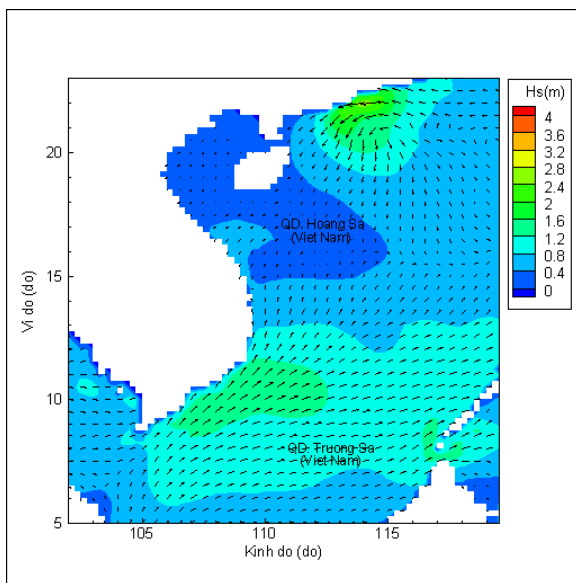 Hs(m)
4
3.6
3.2
2.8
2.4
2
1.6
1.2
0.8
0.4
0
20
15
10
5
Vi do (do)
QD. Hoang Sa
(Viet Nam)
QD. Truong Sa
(Viet Nam)
105
110
115
Kinh do (do)